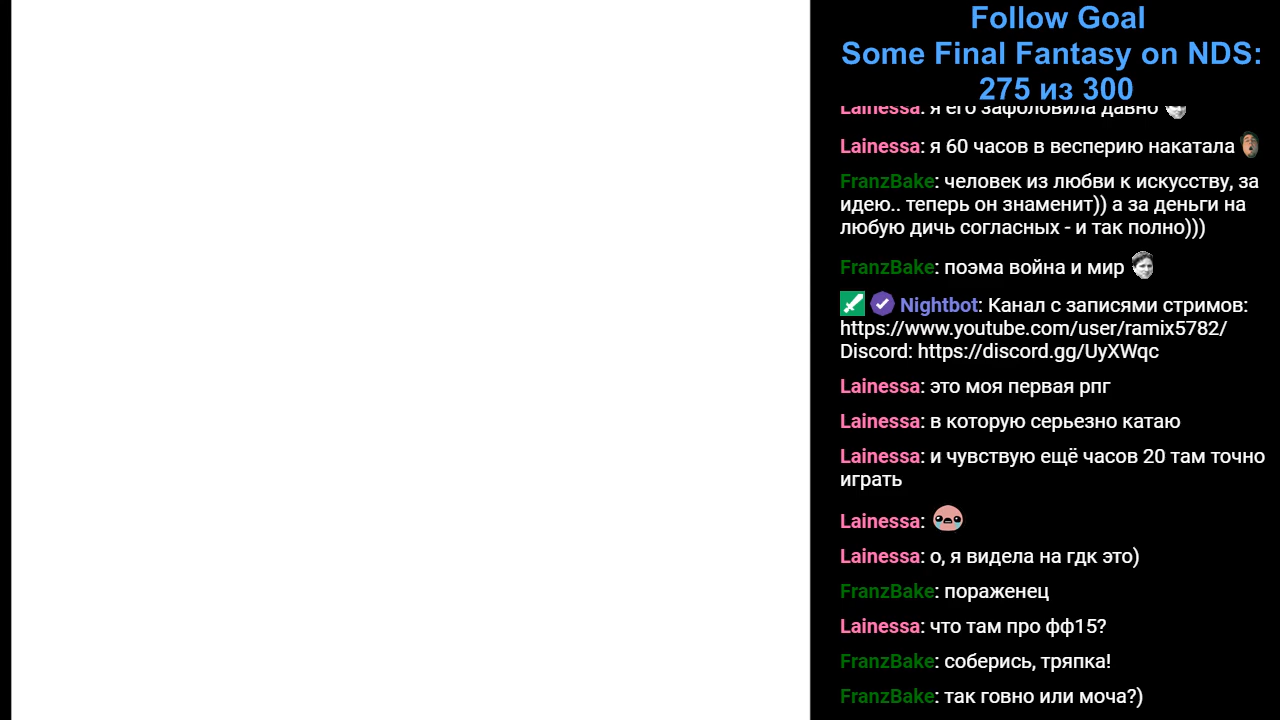 Follow Goal
Some Final Fantasy on NDS:
275 из 300
Lainessa: я его зафоловила давно
Lainessa: я 60 часов в весперию накатала
FranzBake: человек из любви к искусству, за
идею.. теперь он знаменит)) а за деньги на
любую дичь согласных - и так полно)))
FranzBake: поэма война и мир
Nightbot: Канал с записями стримов:
https://www.youtube.com/user/ramix5782/
Discord: https://discord.gg/UyXWqc
Lainessa: это моя первая рпг
Lainessa: в которую серьезно катаю
Lainessa: и чувствую ещё часов 20 там точно
играть
Lainessa:
Lainessa: о, я видела на гдк это)
FranzBake: пораженец
Lainessa: что там про фф15?
FranzBake: соберись, тряпка!
FranzBake: так говно или моча?)